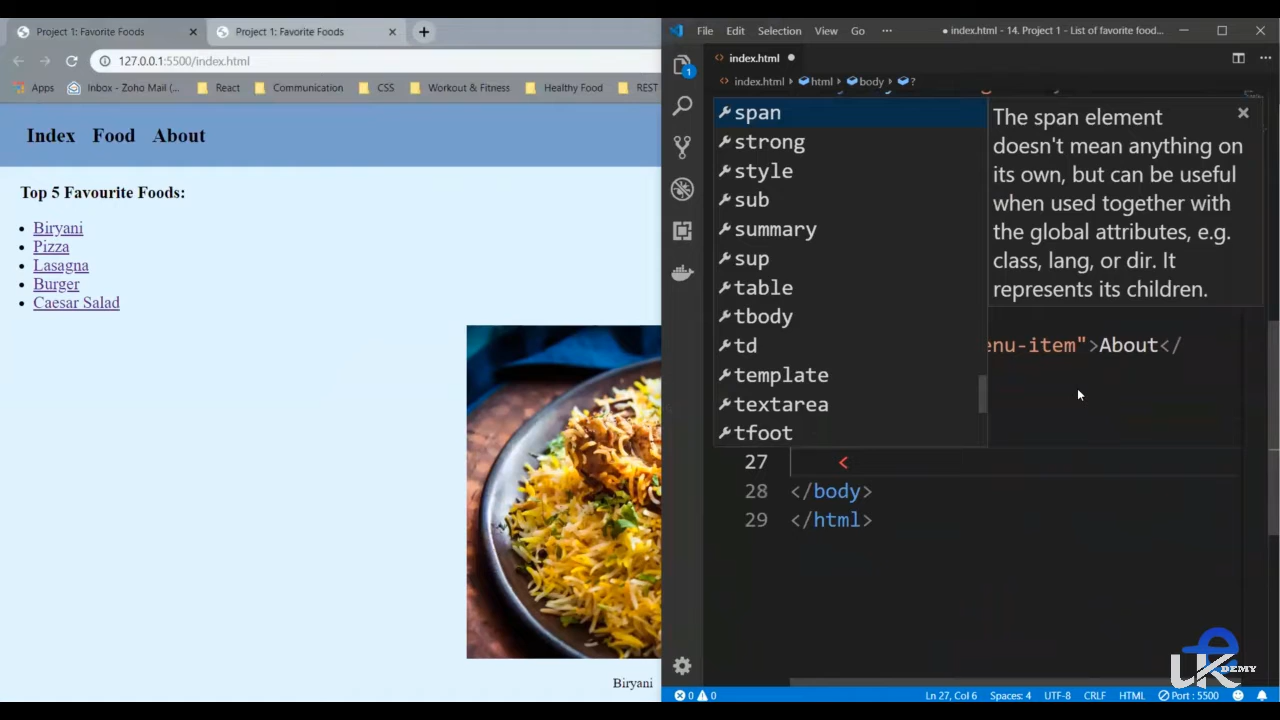 Project 1: Favorite Foods
Project 1: Favorite Foods
127.0.0.1:5500/index.html
Apps
Inbox - Zoho Mail (...
React
Communication
CSS
Workout & Fitness
Healthy Food
REST
Index Food About
Top 5 Favourite Foods:
Biryani
Pizza
Lasagna
Burger
Caesar Salad
Biryani
File Edit Selection View Go ...
● index.html - 14. Project 1 - List of favorite food...
index.html ●
index.html html body ?
1
span
strong
style
sub
summary
sup
table
tbody
td
template
textarea
tfoot
The span element
doesn't mean anything on
its own, but can be useful
when used together with
the global attributes, e.g.
class, lang, or dir. It
represents its children.
enu-item">About</
27 <
28 </body>
29 </html>
0 0
Ln 27, Col 6 Spaces: 4 UTF-8 CRLF HTML Port : 5500
UK eDEMY